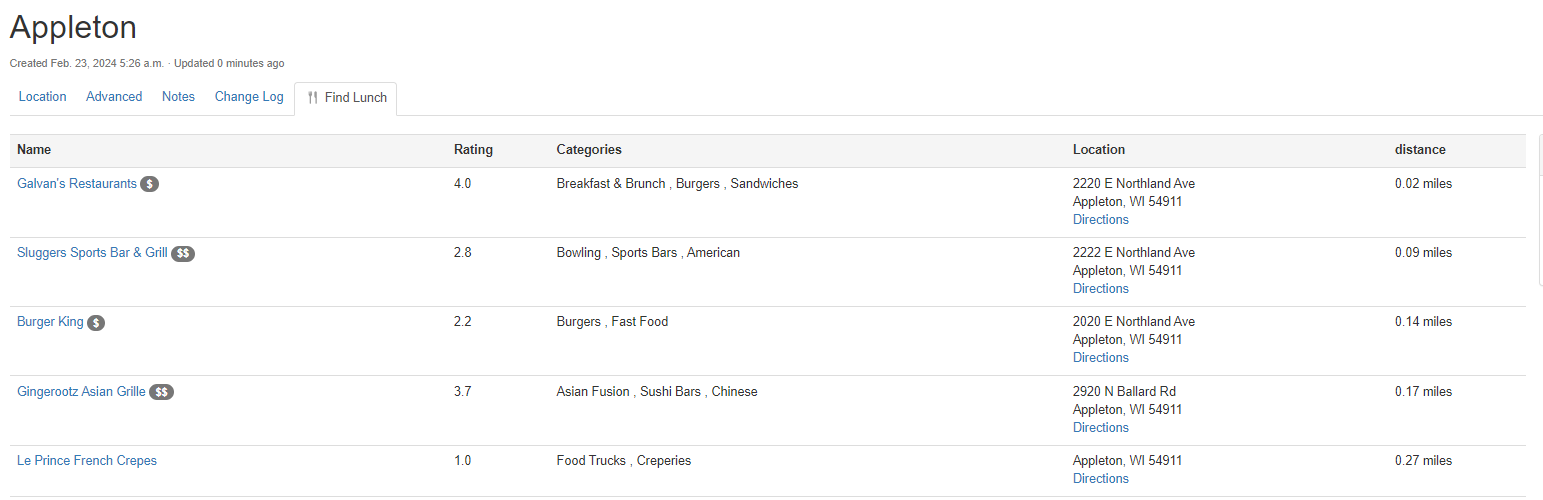 Appleton
Created Feb. 23, 2024 5:26 a.m. · Updated 0 minutes ago
Location Advanced Notes Change Log Find Lunch
Name Rating Categories Location distance
Galvan's Restaurants $ 4.0 Breakfast & Brunch , Burgers , Sandwiches 2220 E Northland Ave 0.02 miles
Appleton, WI 54911
Directions
Sluggers Sports Bar & Grill $$ 2.8 Bowling , Sports Bars , American 2222 E Northland Ave 0.09 miles
Appleton, WI 54911
Directions
Burger King $ 2.2 Burgers , Fast Food 2020 E Northland Ave 0.14 miles
Appleton, WI 54911
Directions
Gingerootz Asian Grille $$ 3.7 Asian Fusion , Sushi Bars , Chinese 2920 N Ballard Rd 0.17 miles
Appleton, WI 54911
Directions
Le Prince French Crepes 1.0 Food Trucks , Creperies Appleton, WI 54911 0.27 miles
Directions